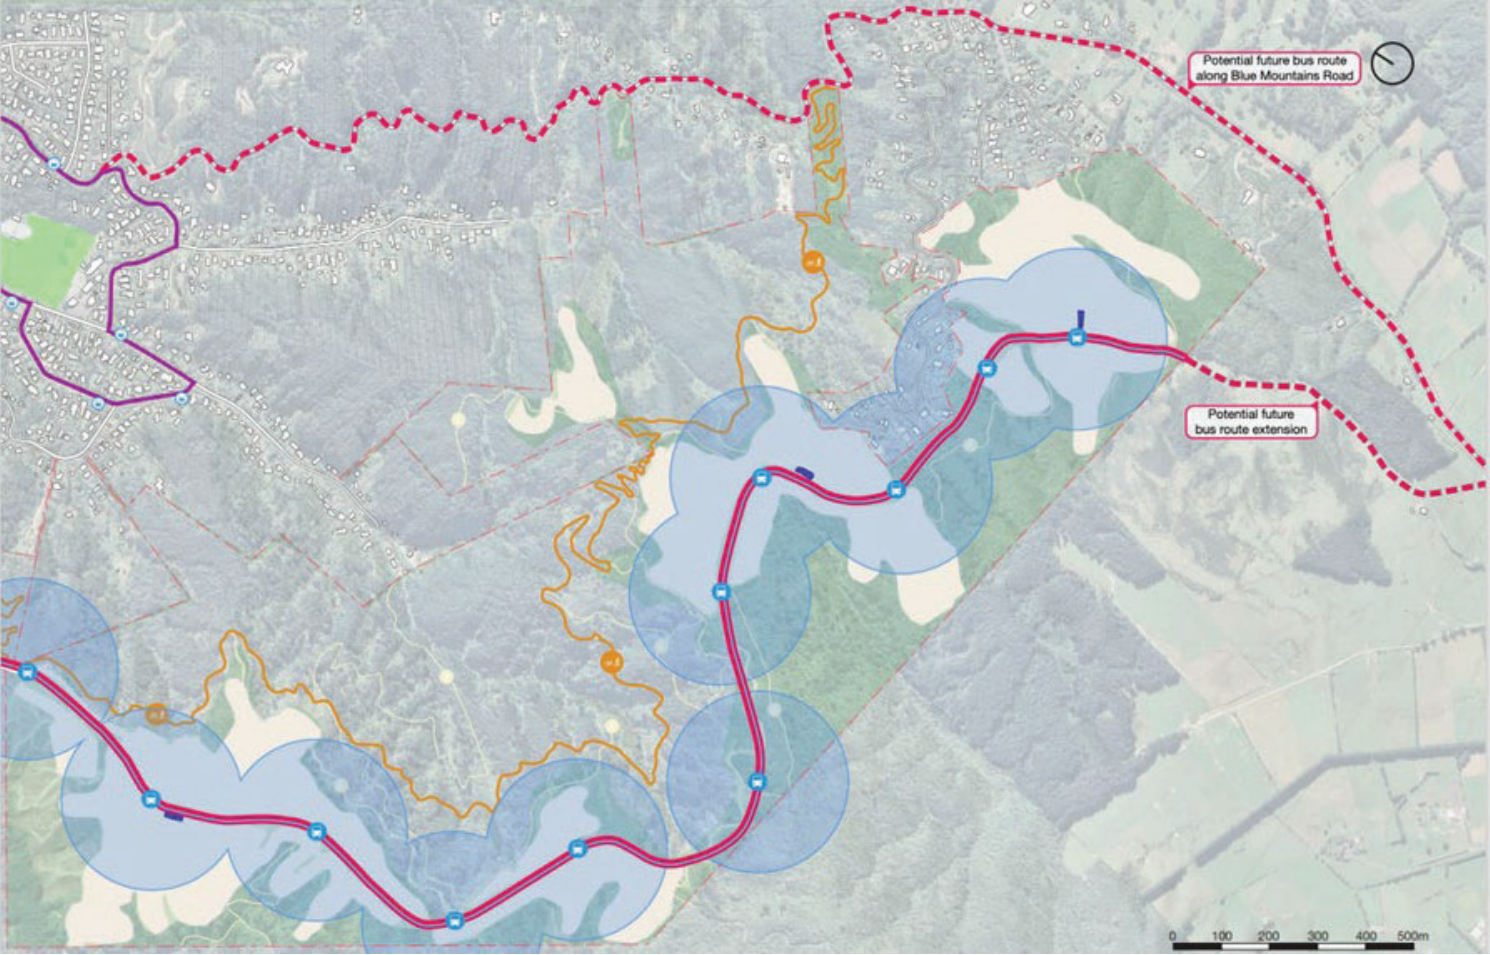 Potential future bus route
along Blue Mountains Road
Potential future
bus route extension
0 100 200 300 400 500m